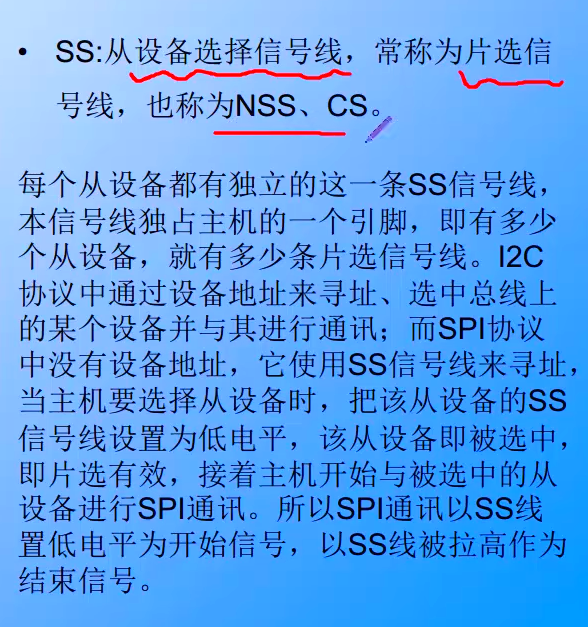 • SS:从设备选择信号线，常称为片选信
号线，也称为NSS、CS。
每个从设备都有独立的这一条SS信号线，
本信号线独占主机的一个引脚，即有多少
个从设备，就有多少条片选信号线。I2C
协议中通过设备地址来寻址、选中总线上
的某个设备并与其进行通讯；而SPI协议
中没有设备地址，它使用SS信号线来寻址，
当主机要选择从设备时，把该从设备的SS
信号线设置为低电平，该从设备即被选中，
即片选有效，接着主机开始与被选中的从
设备进行SPI通讯。所以SPI通讯以SS线
置低电平为开始信号，以SS线被拉高作为
结束信号。